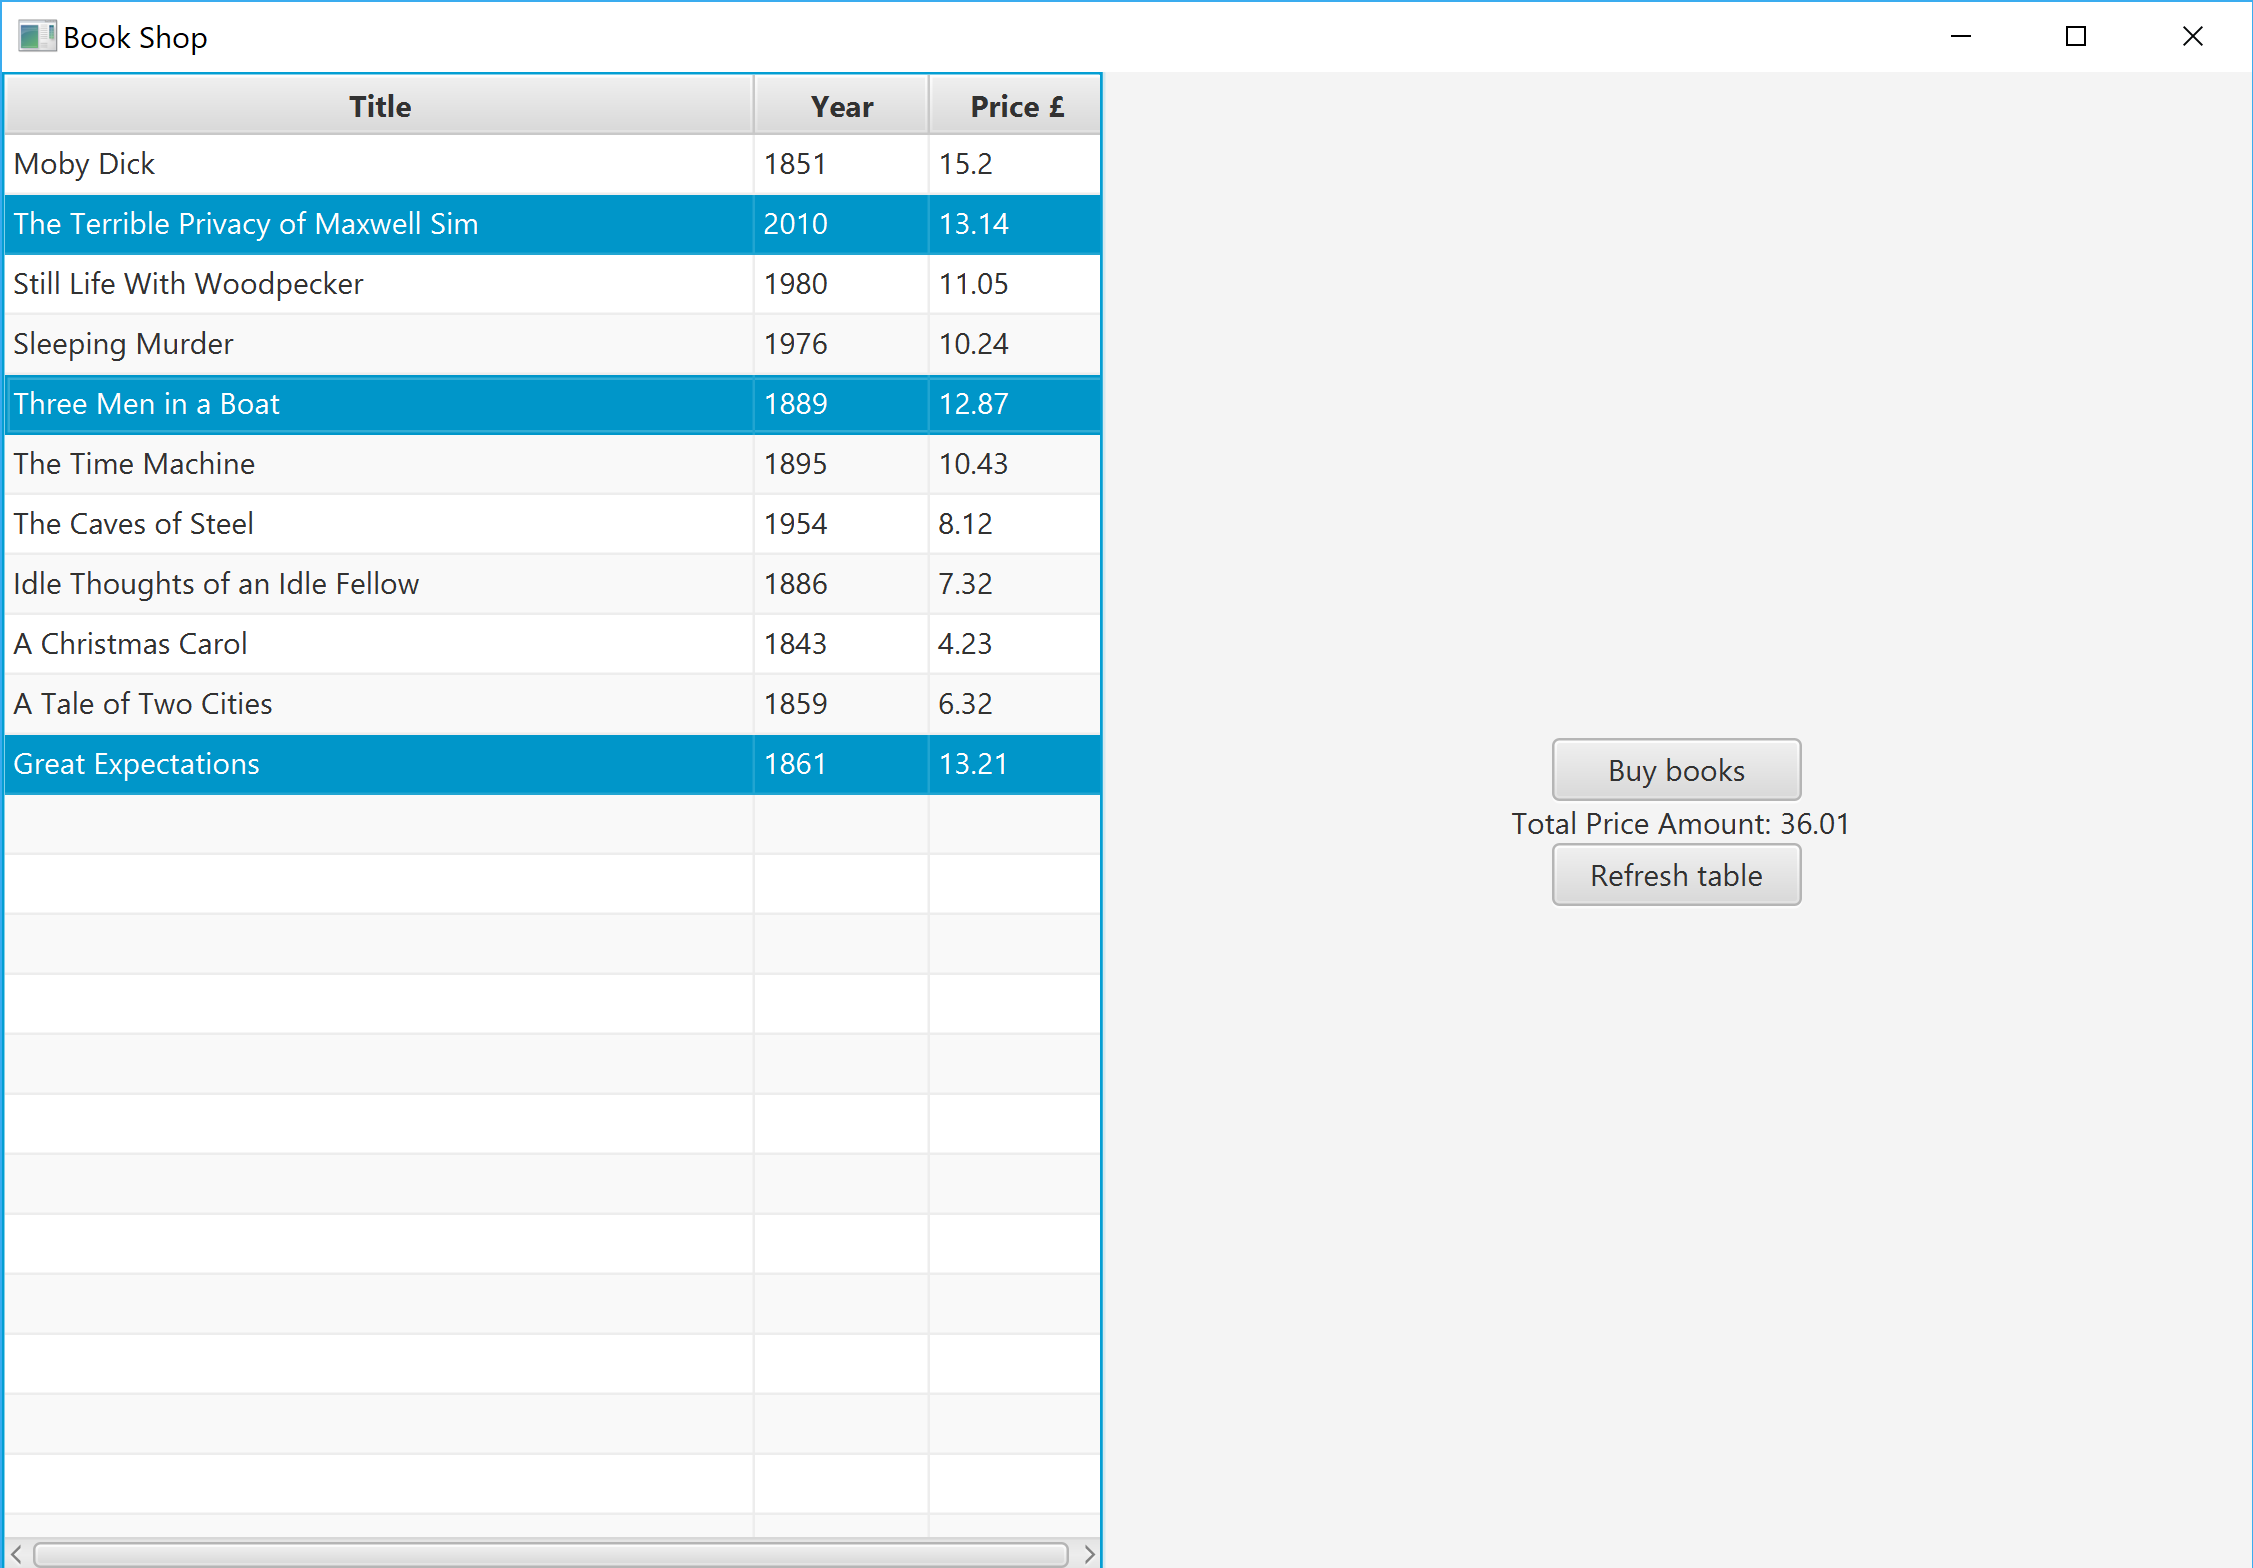 Book Shop
Title Year Price £
Moby Dick 1851 15.2
The Terrible Privacy of Maxwell Sim 2010 13.14
Still Life With Woodpecker 1980 11.05
Sleeping Murder 1976 10.24
Three Men in a Boat 1889 12.87
The Time Machine 1895 10.43
The Caves of Steel 1954 8.12
Idle Thoughts of an Idle Fellow 1886 7.32
A Christmas Carol 1843 4.23
A Tale of Two Cities 1859 6.32
Great Expectations 1861 13.21
Buy books
Total Price Amount: 36.01
Refresh table